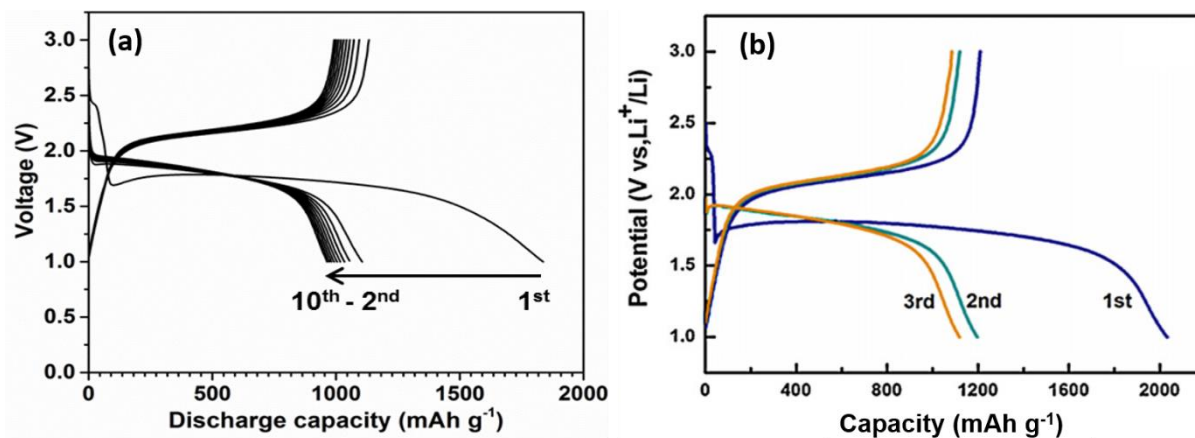 (a)
3.0
2.5
2.0
1.5
1.0
0.5
0.0
Voltage (V)
10th - 2nd
1st
0 500 1000 1500 2000
Discharge capacity (mAh g-1)
(b)
3.0
2.5
2.0
1.5
1.0
Potential (V vs,Li+/Li)
3rd 2nd 1st
0 400 800 1200 1600 2000
Capacity (mAh g-1)